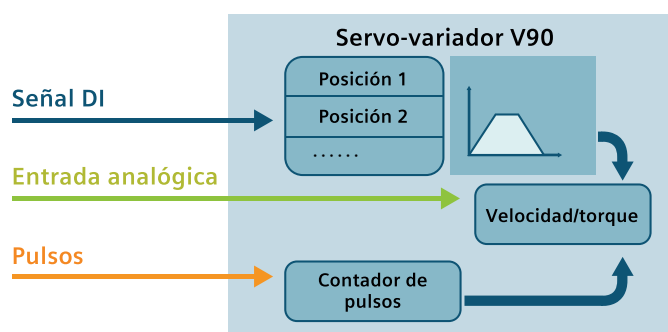 Servo-variador V90
Señal DI
Posición 1
Posición 2
......
Entrada analógica
Velocidad/torque
Pulsos
Contador de
pulsos